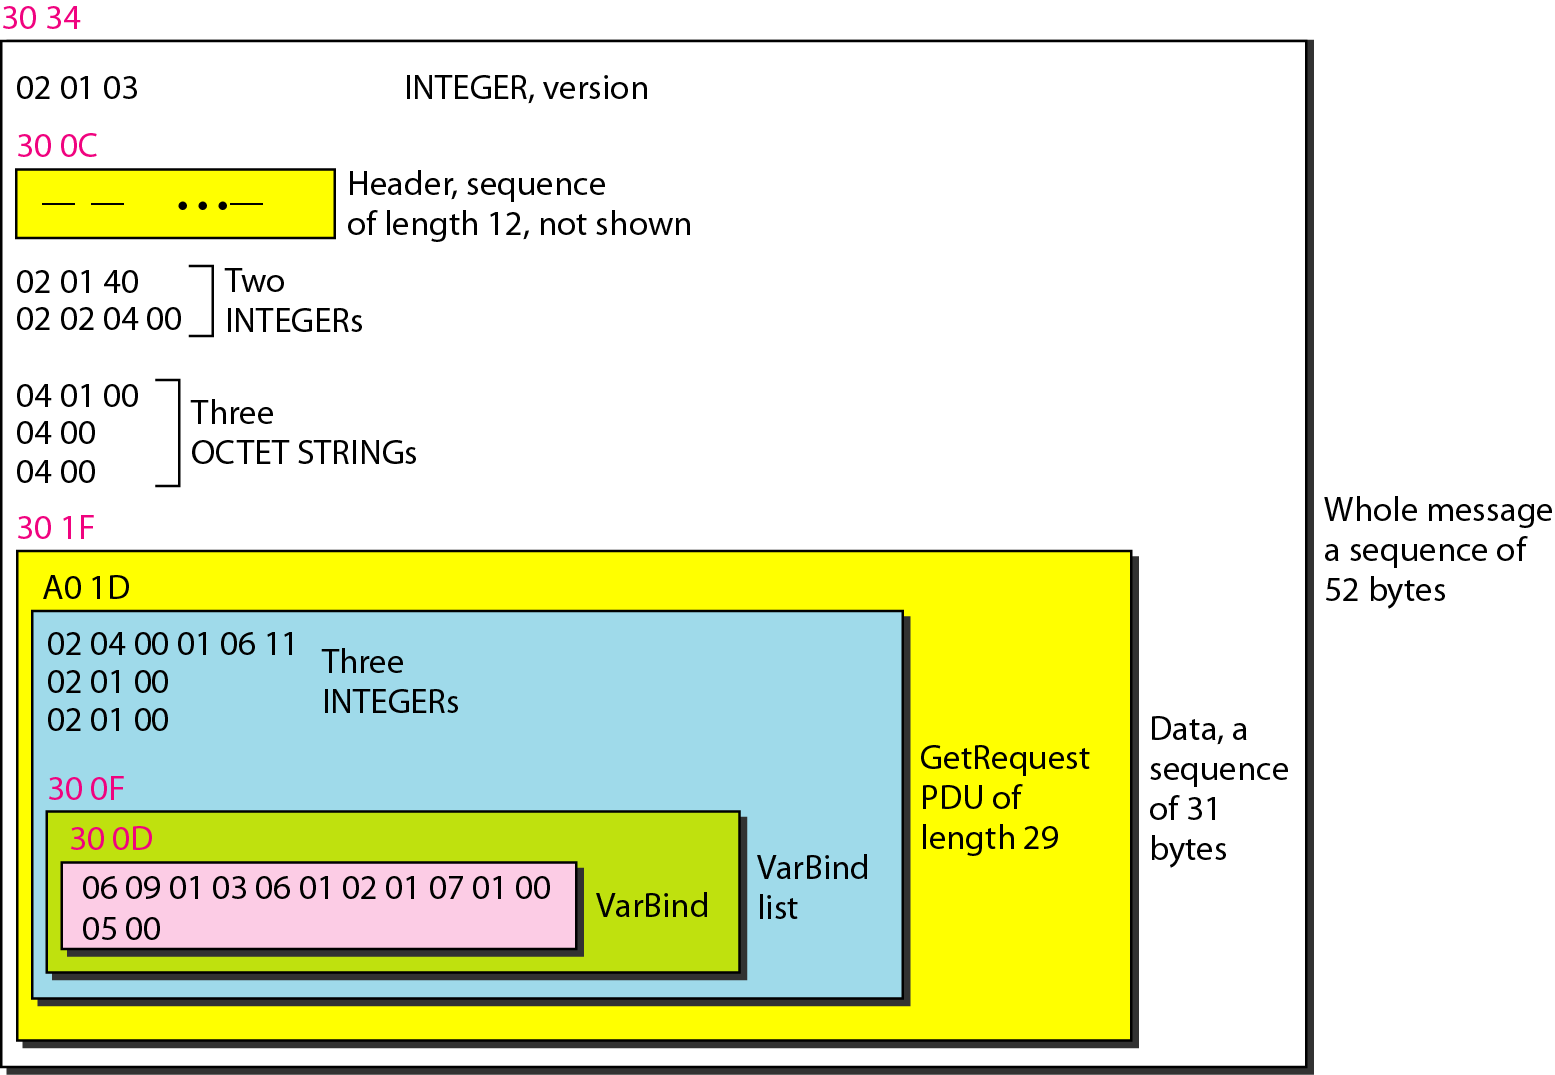 30 34
02 01 03 INTEGER, version
30 0C
Header, sequence
of length 12, not shown
02 01 40
02 02 04 00
Two
INTEGERs
04 01 00
04 00
04 00
Three
OCTET STRINGs
30 1F
A0 1D
02 04 00 01 06 11
02 01 00
02 01 00
Three
INTEGERs
30 0F
30 0D
06 09 01 03 06 01 02 01 07 01 00
05 00
VarBind
VarBind
list
GetRequest
PDU of
length 29
Data, a
sequence
of 31
bytes
Whole message
a sequence of
52 bytes